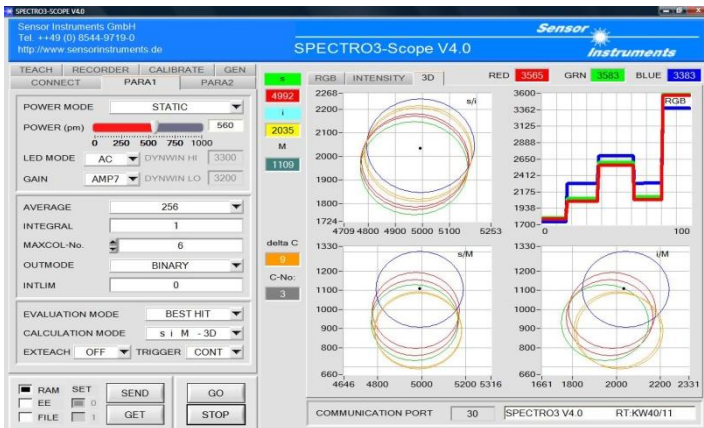 SPECTRO3-SCOPE V4.0
Sensor Instruments GmbH
Tel. ++49 (0) 8544-9719-0
http://www.sensorinstruments.de
SPECTRO3-Scope V4.0
Sensor
Instruments
TEACH RECORDER CALIBRATE GEN
CONNECT PARA1 PARA2
POWER MODE STATIC
POWER (pm) 560
0 250 500 750 1000
LED MODE AC DYNWIN HI 3300
GAIN AMP7 DYNWIN LO 3200
AVERAGE 256
INTEGRAL 1
MAXCOL-No. 6
OUTMODE BINARY
INTLIM 0
EVALUATION MODE BEST HIT
CALCULATION MODE s i M - 3D
EXTEACH OFF TRIGGER CONT
RAM SET
EE 0
FILE 1
SEND GO
GET STOP
s
4992
i
2035
M
1109
delta C
9
C-No:
3
RGB INTENSITY 3D
RED 3565 GRN 3583 BLUE 3383
s/i
2268
2200
2100
2000
1900
1800
1724
4709 4800 4900 5000 5100 5253
RGB
3600
3362
3125
2888
2650
2412
2175
1938
1700
0 100
s/M
1330
1200
1100
1000
900
800
660
4646 4800 5000 5200 5316
i/M
1330
1200
1100
1000
900
800
660
1661 1800 2000 2200 2331
COMMUNICATION PORT 30 SPECTRO3 V4.0 RT:KW40/11